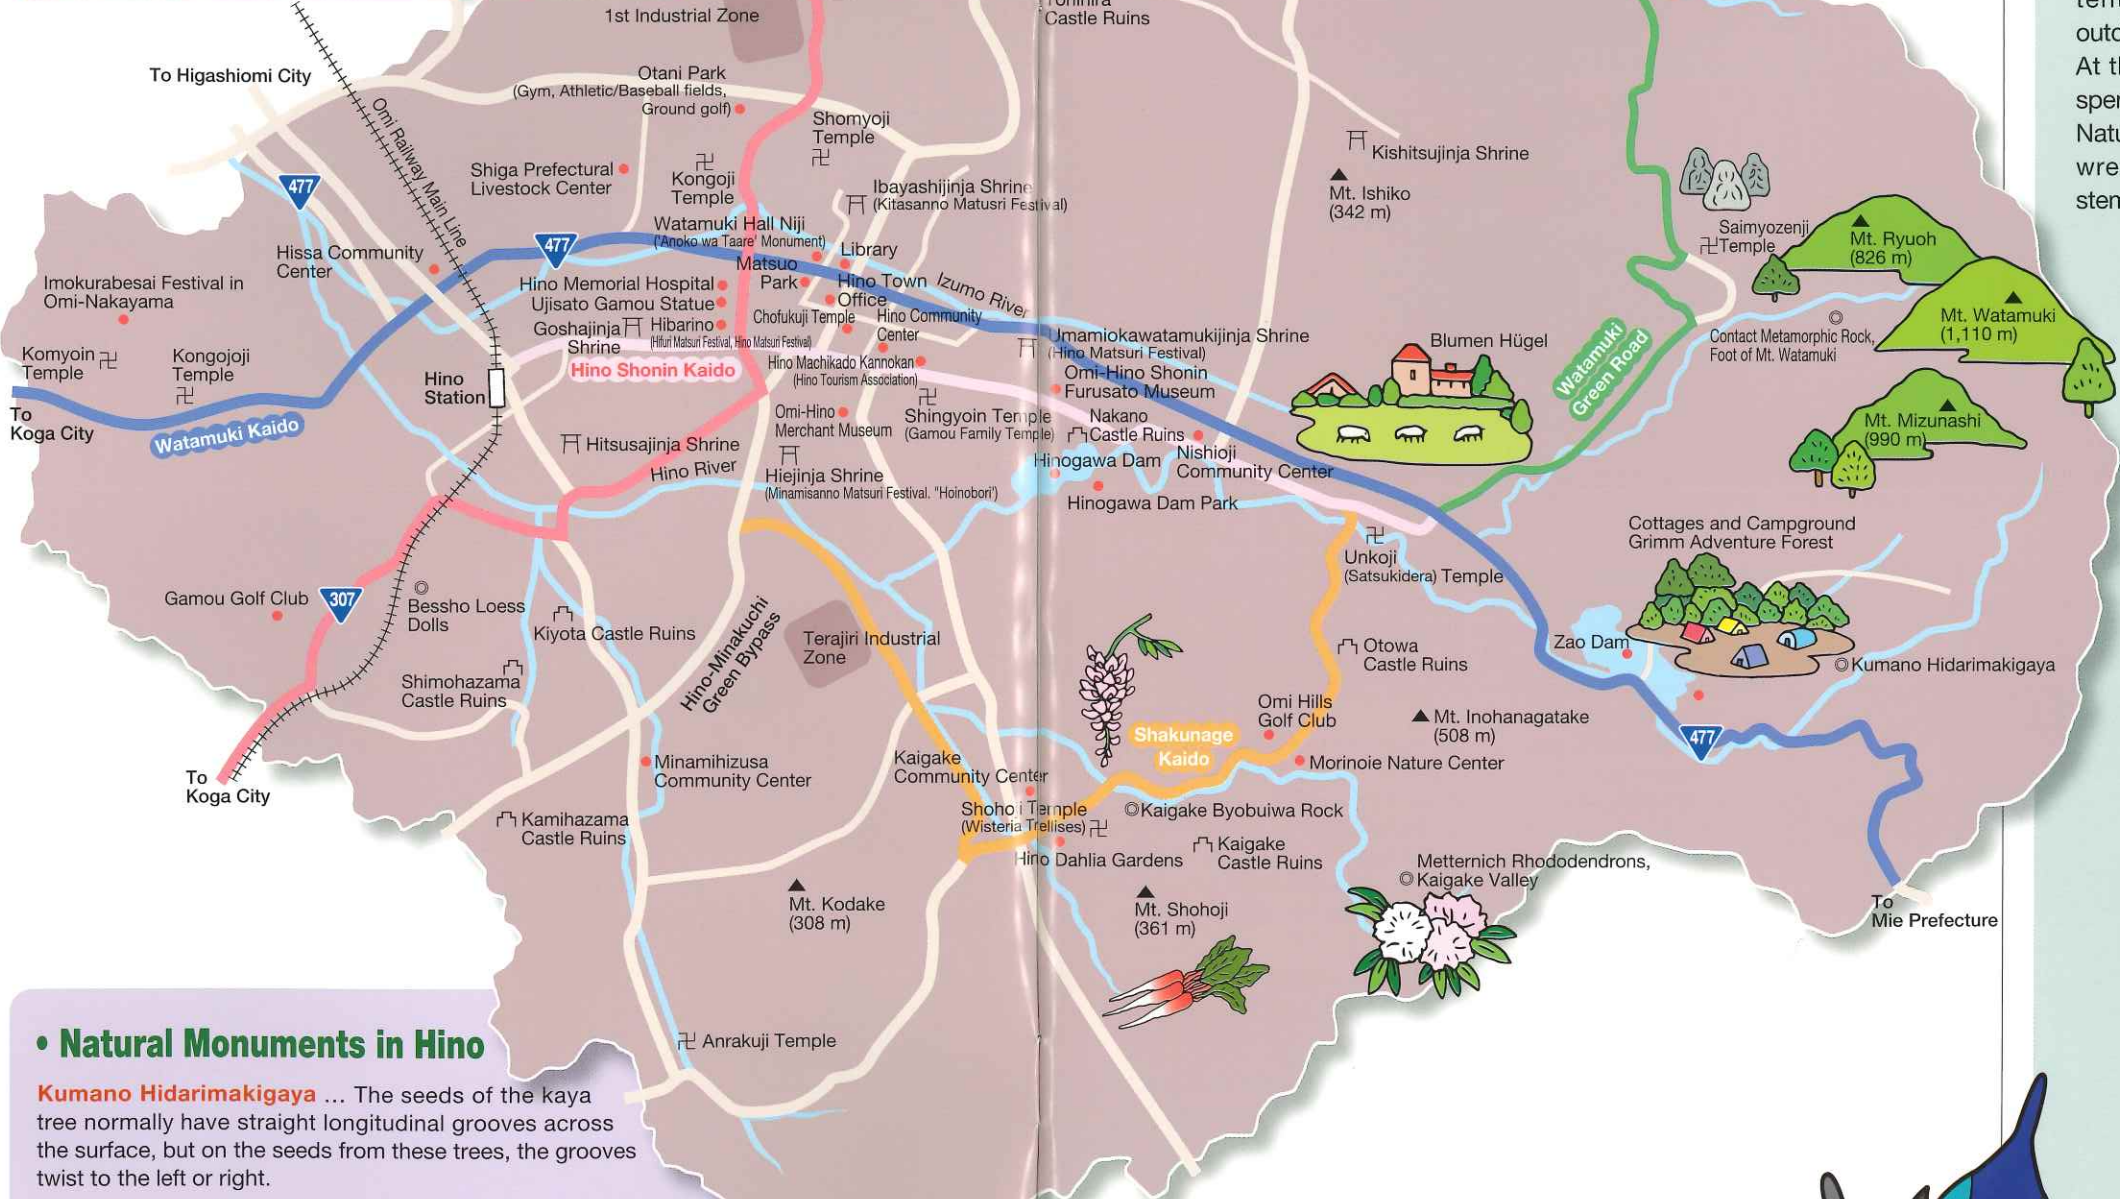 1st Industrial Zone
Castle Ruins
To Higashiomi City
Otani Park
(Gym, Athletic/Baseball fields,
Ground golf)
Omi Railway Main Line
Shomyoji
Temple
Kishitsujinja Shrine
Shiga Prefectural
Livestock Center
Kongoji
Temple
477
Ibayashijinja Shrine
(Kitasanno Matusri Festival)
Mt. Ishiko
(342 m)
Watamuki Hall Niji
('Anoko wa Taare' Monument)
Library
Saimyozenji
Temple
Mt. Ryuoh
(826 m)
477
Hissa Community
Center
Matsuo
Park
Hino Town
Office
Izumo River
Imokurabesai Festival in
Omi-Nakayama
Hino Memorial Hospital
Ujisato Gamou Statue
Goshajinja
Shrine
Hibarino
(Hifuri Matsuri Festival, Hino Matsuri Festival)
Chofukuji Temple
Hino Community
Center
Mt. Watamuki
(1,110 m)
Contact Metamorphic Rock,
Foot of Mt. Watamuki
Umamiokawatamukijinja Shrine
(Hino Matsuri Festival)
Blumen Hügel
Watamuki
Green Road
Komyoin
Temple
Kongojoji
Temple
Hino
Station
Hino Shonin Kaido
Hino Machikado Kannokan
(Hino Tourism Association)
Omi-Hino Shonin
Furusato Museum
To
Koga City
Watamuki Kaido
Omi-Hino
Merchant Museum
Shingyoin Temple
(Gamou Family Temple)
Nakano
Castle Ruins
Mt. Mizunashi
(990 m)
Hitsusajinja Shrine
Hino River
Hiejinja Shrine
(Minamisanno Matsuri Festival. "Hoinobori")
Hinogawa Dam
Nishioji
Community Center
Hinogawa Dam Park
Cottages and Campground
Grimm Adventure Forest
Unkoji
(Satsukidera) Temple
Gamou Golf Club
307
Bessho Loess
Dolls
Kiyota Castle Ruins
Hino-Minakuchi
Green Bypass
Terajiri Industrial
Zone
Otowa
Castle Ruins
Zao Dam
Kumano Hidarimakigaya
Shimohazama
Castle Ruins
Omi Hills
Golf Club
Mt. Inohanagatake
(508 m)
477
Shakunage
Kaido
To
Koga City
Minamihizusa
Community Center
Kaigake
Community Center
Morinoie Nature Center
Kamihazama
Castle Ruins
Shohoji Temple
(Wisteria Trellises)
Kaigake Byobuiwa Rock
Hino Dahlia Gardens
Kaigake
Castle Ruins
Metternich Rhododendrons,
Kaigake Valley
Mt. Kodake
(308 m)
Mt. Shohoji
(361 m)
To
Mie Prefecture
Anrakuji Temple
• Natural Monuments in Hino
Kumano Hidarimakigaya ... The seeds of the kaya
tree normally have straight longitudinal grooves across
the surface, but on the seeds from these trees, the grooves
twist to the left or right.
At